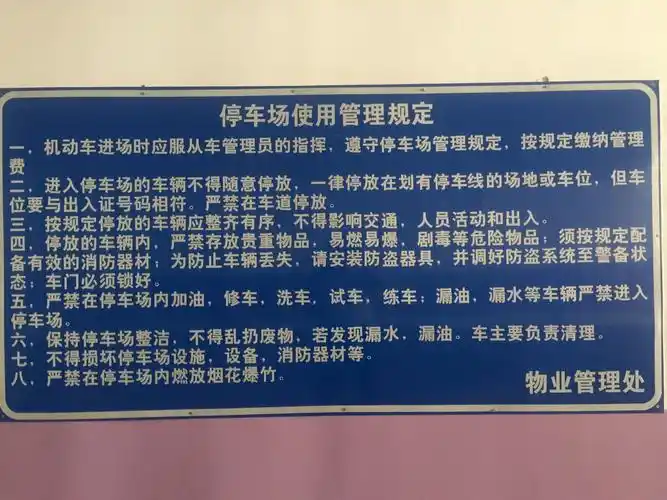 停车场使用管理规定
一，机动车进场时应服从车管理员的指挥，遵守停车场管理规定，按规定缴纳管理
费
二，进入停车场的车辆不得随意停放，一律停放在划有停车线的场地或车位，但车
位要与出入证号码相符。严禁在车道停放。
三，按规定停放的车辆应整齐有序，不得影响交通，人员活动和出入。
四，停放的车辆内，严禁存放贵重物品，易燃易爆，剧毒等危险物品；须按规定配
备有效的消防器材；为防止车辆丢失，请安装防盗器具，并调好防盗系统至警备状
态；车门必须锁好。
五，严禁在停车场内加油，修车，洗车，试车，练车；漏油，漏水等车辆严禁进入
停车场。
六，保持停车场整洁，不得乱扔废物，若发现漏水，漏油。车主要负责清理。
七，不得损坏停车场设施，设备，消防器材等。
八，严禁在停车场内燃放烟花爆竹。
物业管理处